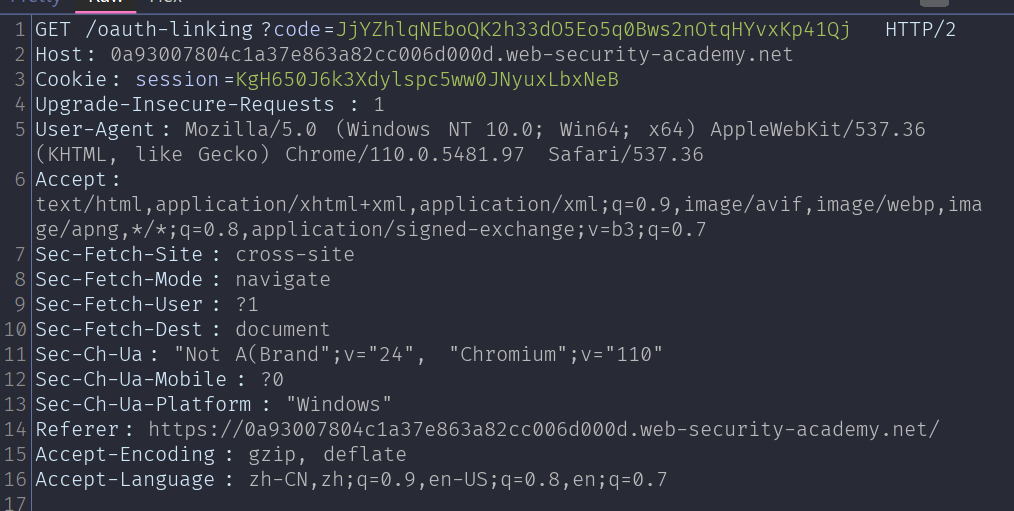 1 GET /oauth-linking?code=JjYZhlqNEboQK2h33dO5Eo5q0Bws2nOtqHYvxKp41Qj HTTP/2
2 Host: 0a93007804c1a37e863a82cc006d000d.web-security-academy.net
3 Cookie: session=KgH650J6k3Xdylspc5ww0JNyuxLbxNeB
4 Upgrade-Insecure-Requests : 1
5 User-Agent: Mozilla/5.0 (Windows NT 10.0; Win64; x64) AppleWebKit/537.36
(KHTML, like Gecko) Chrome/110.0.5481.97 Safari/537.36
6 Accept:
text/html,application/xhtml+xml,application/xml;q=0.9,image/avif,image/webp,ima
ge/apng,*/*;q=0.8,application/signed-exchange;v=b3;q=0.7
7 Sec-Fetch-Site : cross-site
8 Sec-Fetch-Mode : navigate
9 Sec-Fetch-User : ?1
10 Sec-Fetch-Dest : document
11 Sec-Ch-Ua : "Not A(Brand";v="24", "Chromium";v="110"
12 Sec-Ch-Ua-Mobile : ?0
13 Sec-Ch-Ua-Platform : "Windows"
14 Referer: https://0a93007804c1a37e863a82cc006d000d.web-security-academy.net/
15 Accept-Encoding : gzip, deflate
16 Accept-Language : zh-CN,zh;q=0.9,en-US;q=0.8,en;q=0.7
17